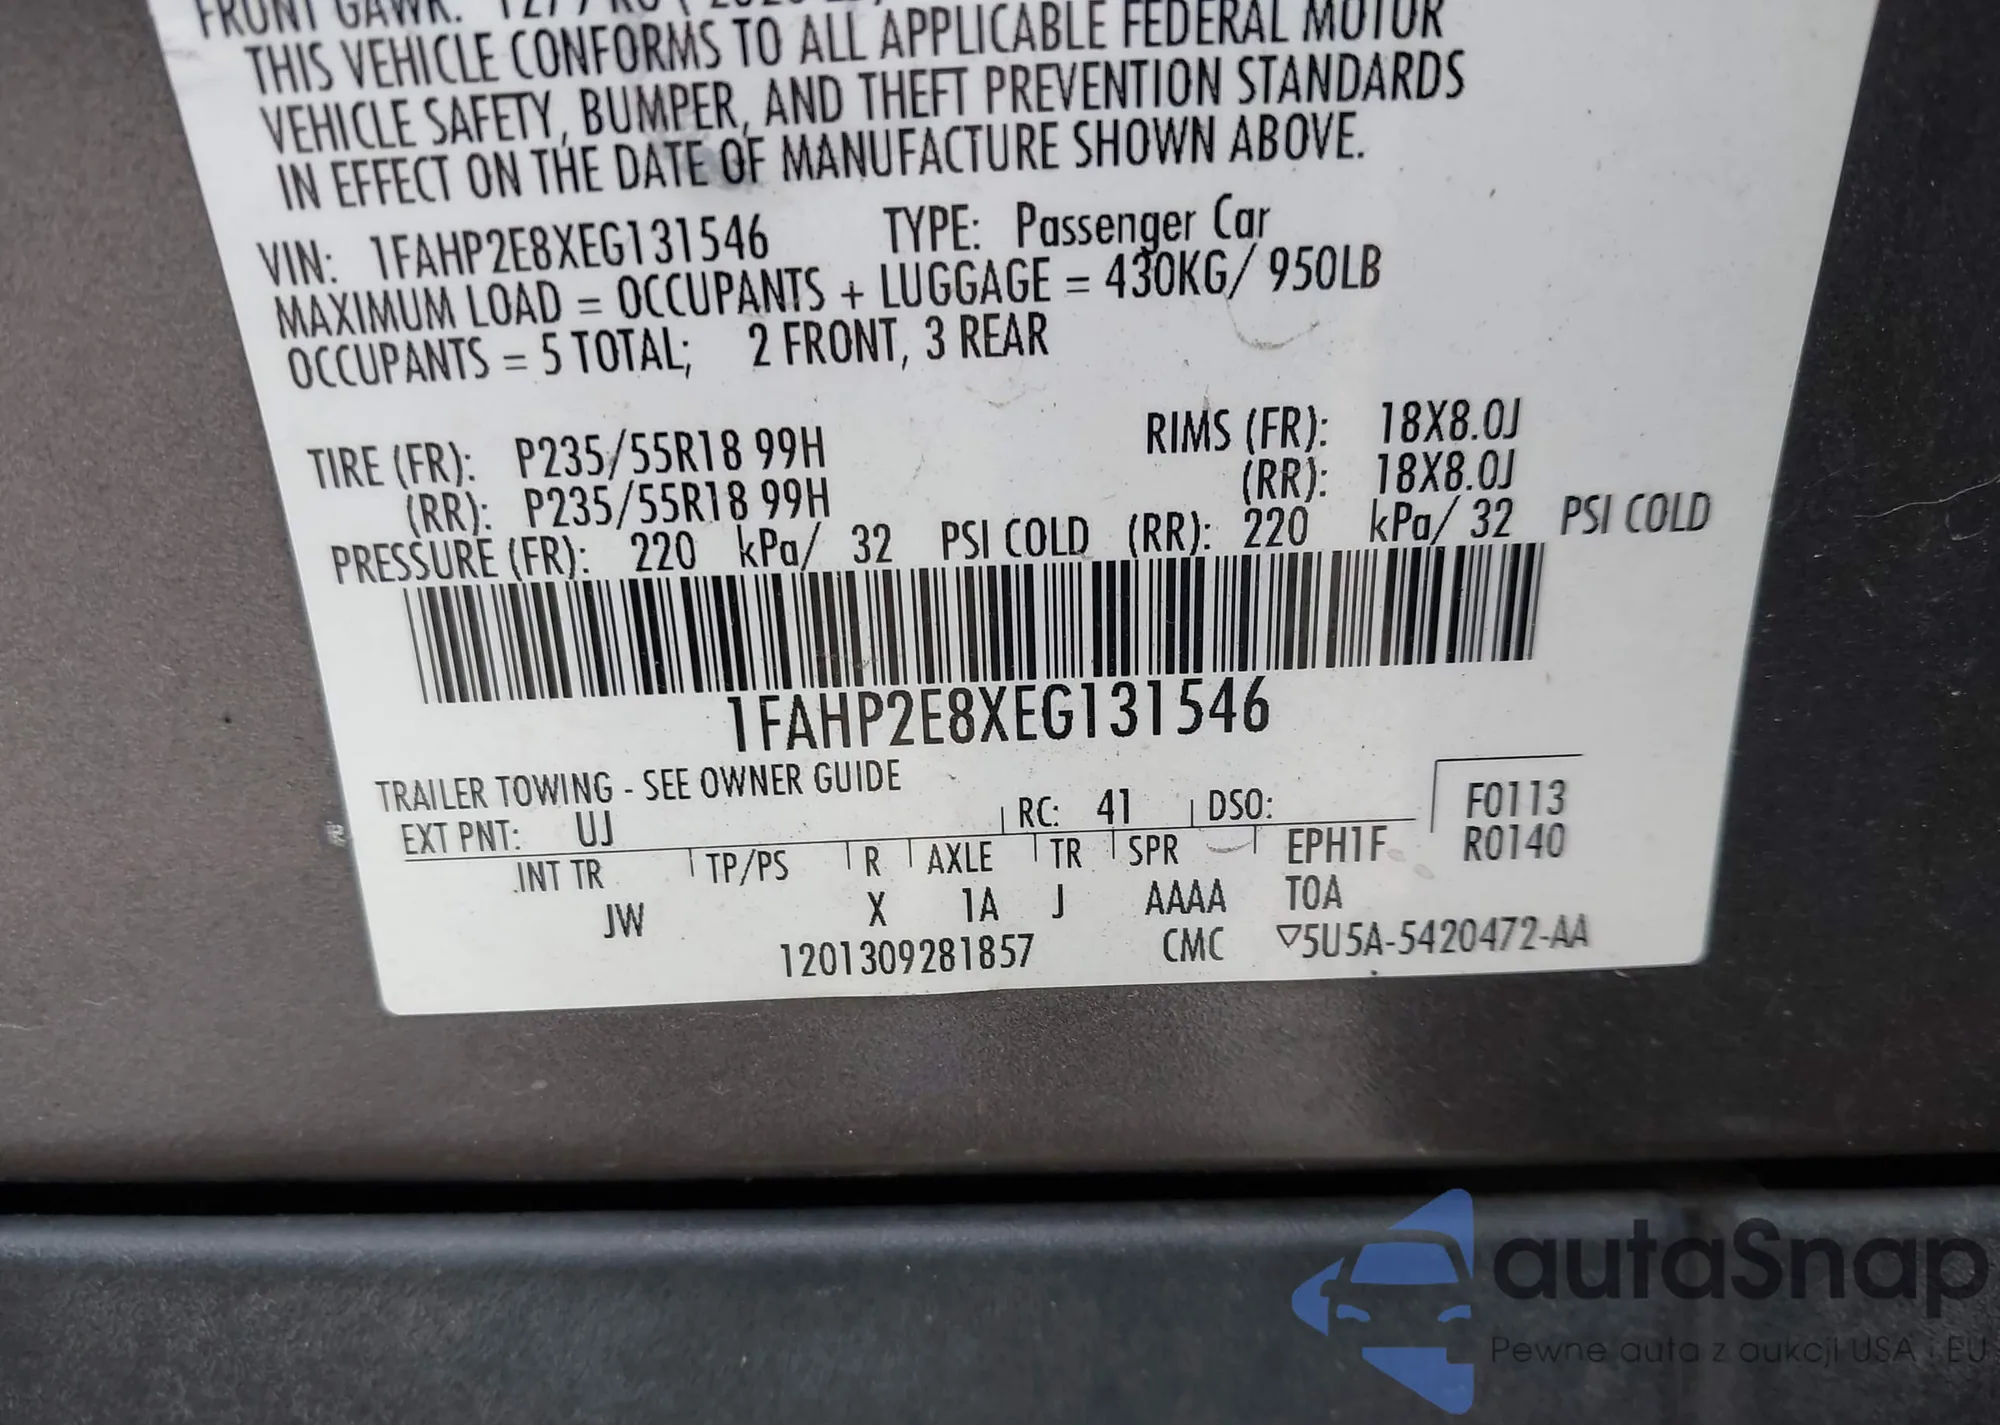 FRONT GAWR:
THIS VEHICLE CONFORMS TO ALL APPLICABLE FEDERAL MOTOR
VEHICLE SAFETY, BUMPER, AND THEFT PREVENTION STANDARDS
IN EFFECT ON THE DATE OF MANUFACTURE SHOWN ABOVE.
VIN: 1FAHP2E8XEG131546 TYPE: Passenger Car
MAXIMUM LOAD = OCCUPANTS + LUGGAGE = 430KG/ 950LB
OCCUPANTS = 5 TOTAL; 2 FRONT, 3 REAR
TIRE (FR): P235/55R18 99H RIMS (FR): 18X8.0J
(RR): P235/55R18 99H (RR): 18X8.0J
PRESSURE (FR): 220 kPa/ 32 PSI COLD (RR): 220 kPa/ 32 PSI COLD
1FAHP2E8XEG131546
TRAILER TOWING - SEE OWNER GUIDE
EXT PNT: UJ RC: 41 DSO: F0113
INT TR TP/PS R AXLE TR SPR EPH1F R0140
JW X 1A J AAAA TOA
1201309281857 CMC ▽5U5A-5420472-AA
autaSnap
Pewne auta z aukcji USA i EU